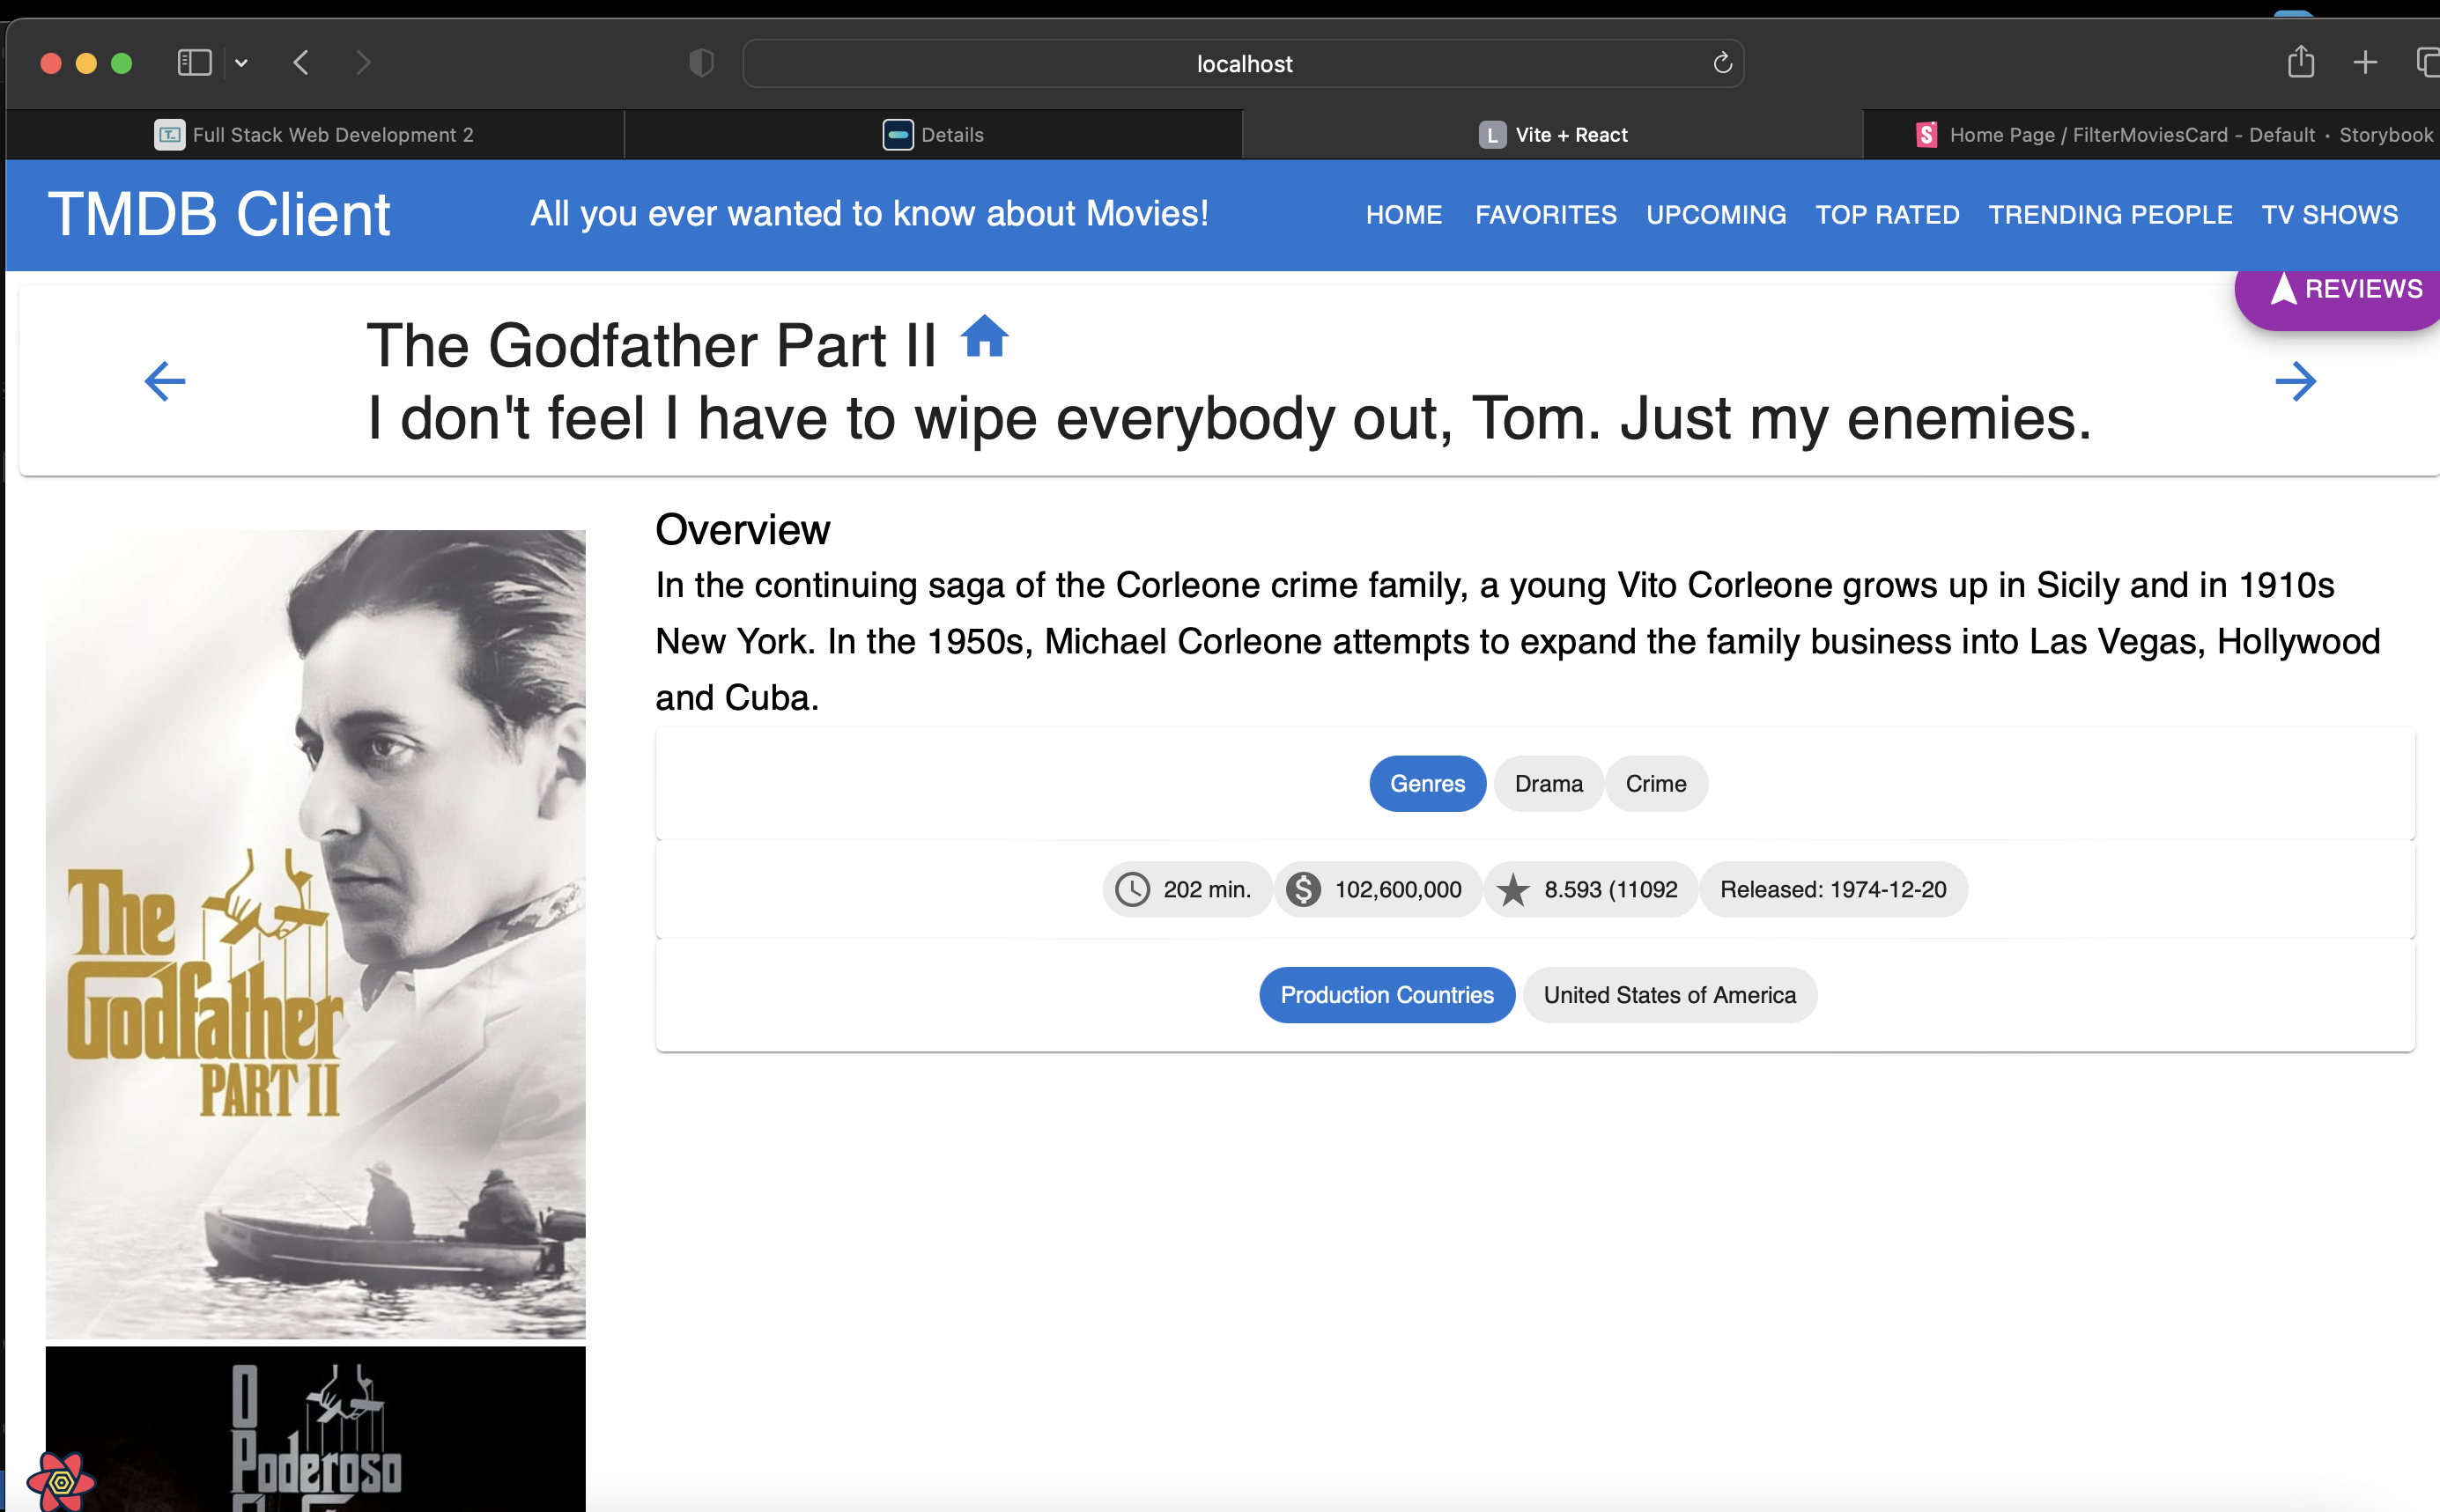 localhost
Full Stack Web Development 2
Details
L Vite + React
S Home Page / FilterMoviesCard - Default · Storybook
TMDB Client
All you ever wanted to know about Movies!
HOME FAVORITES UPCOMING TOP RATED TRENDING PEOPLE TV SHOWS
REVIEWS
The Godfather Part II
I don't feel I have to wipe everybody out, Tom. Just my enemies.
Overview
In the continuing saga of the Corleone crime family, a young Vito Corleone grows up in Sicily and in 1910s
New York. In the 1950s, Michael Corleone attempts to expand the family business into Las Vegas, Hollywood
and Cuba.
Genres Drama Crime
202 min. 102,600,000 8.593 (11092 Released: 1974-12-20
Production Countries United States of America
The
Godfather
PART II
O
Poderoso